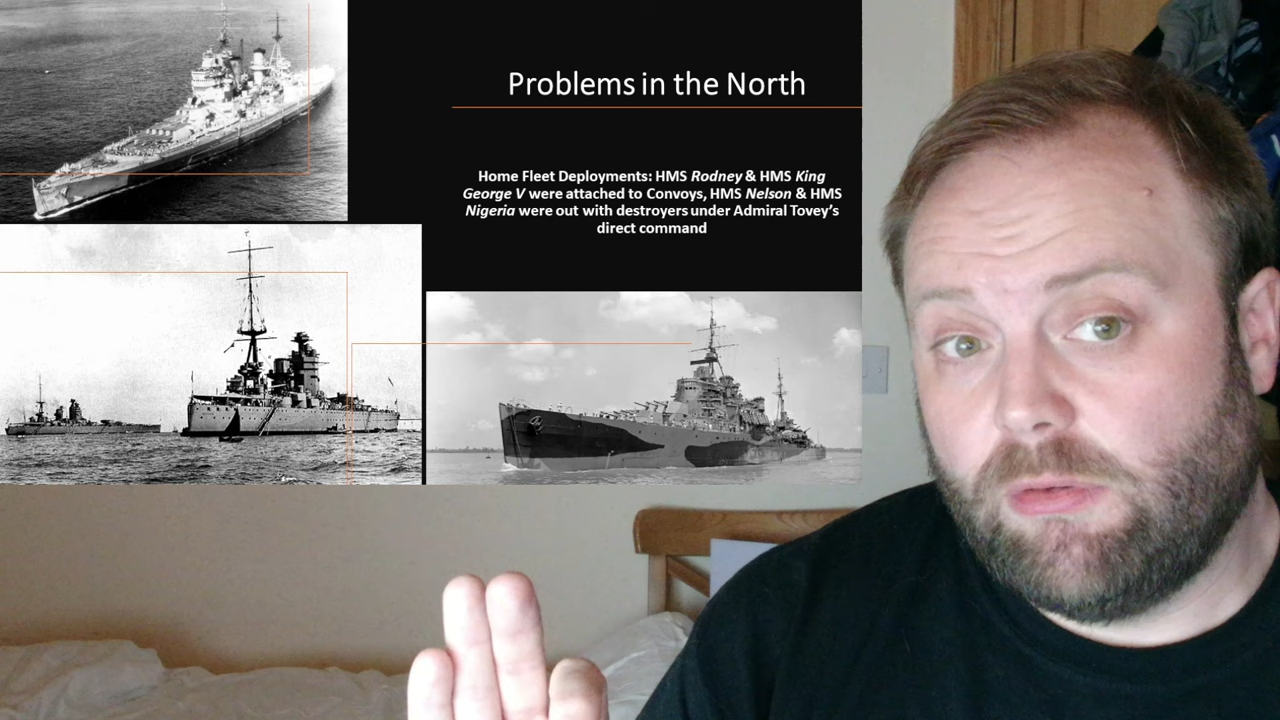 Problems in the North
Home Fleet Deployments: HMS Rodney & HMS King
George V were attached to Convoys, HMS Nelson & HMS
Nigeria were out with destroyers under Admiral Tovey's
direct command